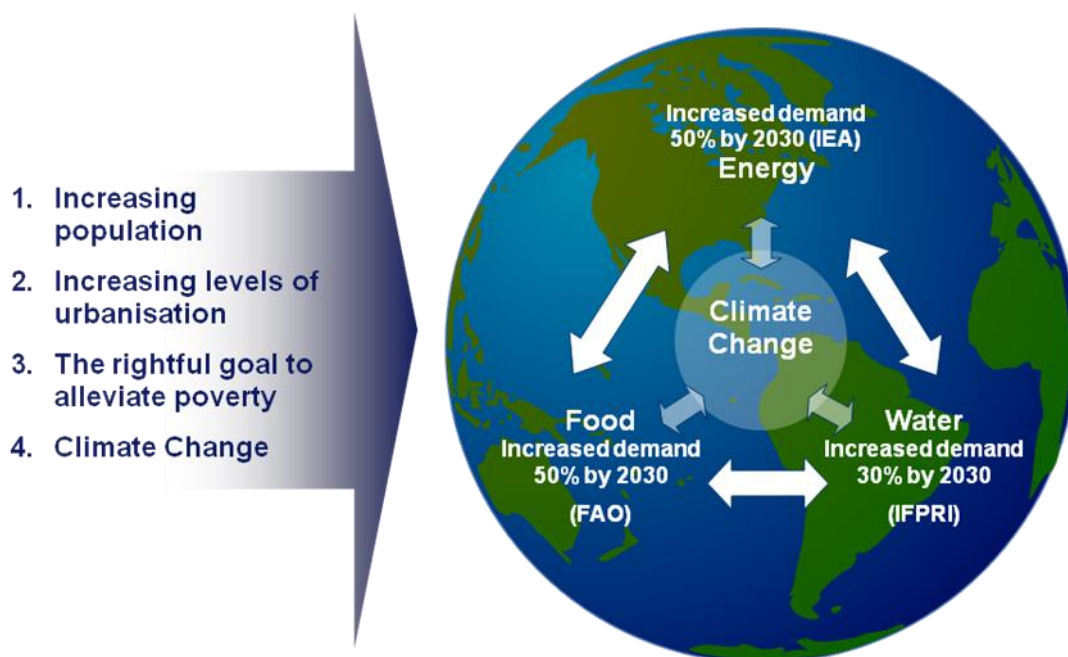 1. Increasing
population
2. Increasing levels of
urbanisation
3. The rightful goal to
alleviate poverty
4. Climate Change
Increased demand
50% by 2030 (IEA)
Energy
Climate
Change
Food
Increased demand
50% by 2030
(FAO)
Water
Increased demand
30% by 2030
(IFPRI)